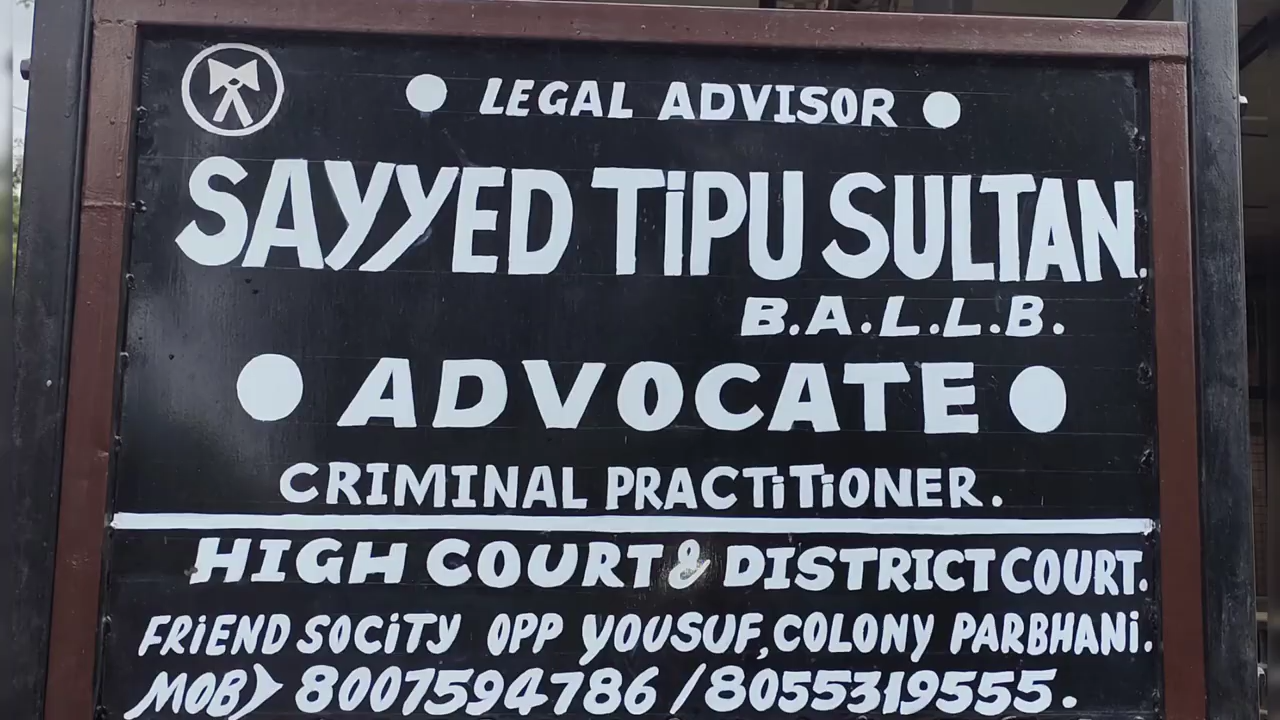 LEGAL ADVISOR
SAYYED TiPU SULTAN.
B.A.L.L.B.
ADVOCATE
CRIMINAL PRACTiTiONER.
HIGH COURT & DISTRICT COURT.
FRiEND SOCiTY OPP YOUSUF, COLONY PARBHANi.
MOB> 8007594786 / 8055319555.